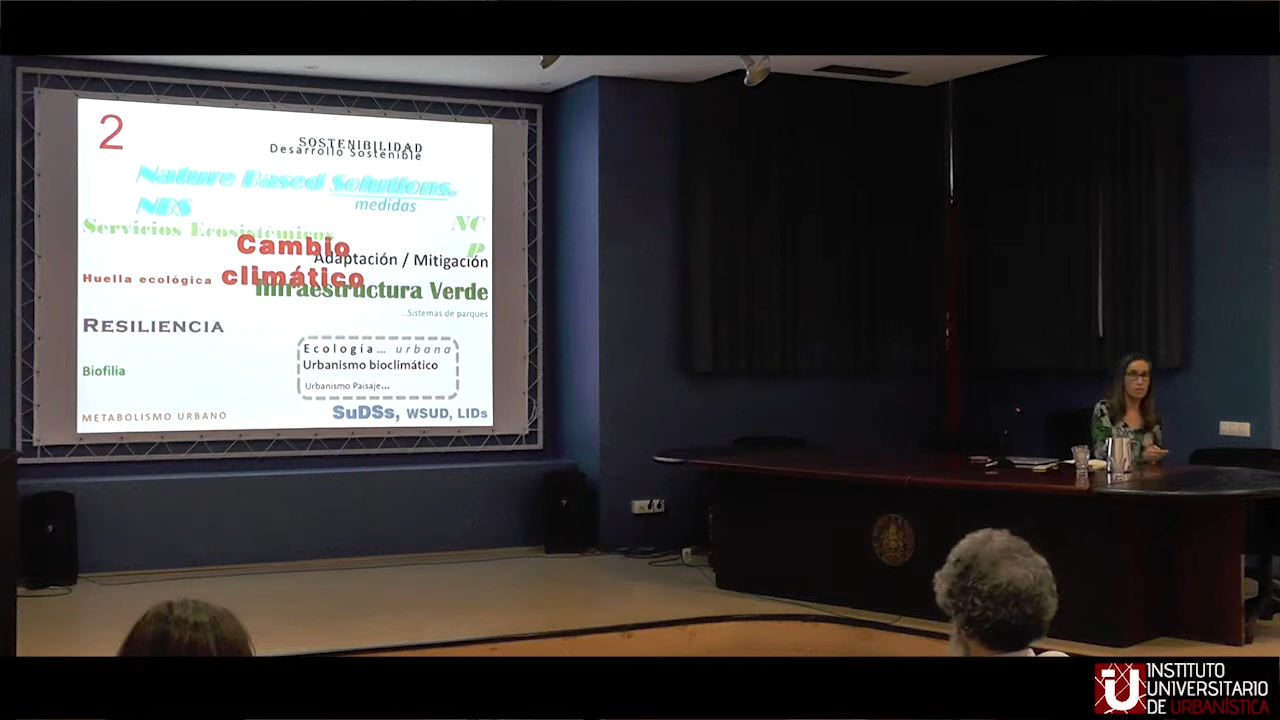 2
SOSTENIBILIDAD
Desarrollo Sostenible
Nature Based Solutions.
NBS
medidas
Servicios Ecosistémicos
NC
P
Cambio
climático
Adaptación / Mitigación
Huella ecológica
Infraestructura Verde
...Sistemas de parques
RESILIENCIA
Ecología... urbana
Urbanismo bioclimático
Urbanismo Paisaje...
Biofilia
METABOLISMO URBANO
SuDSs, WSUD, LIDs
IU
INSTITUTO
UNIVERSITARIO
DE URBANÍSTICA